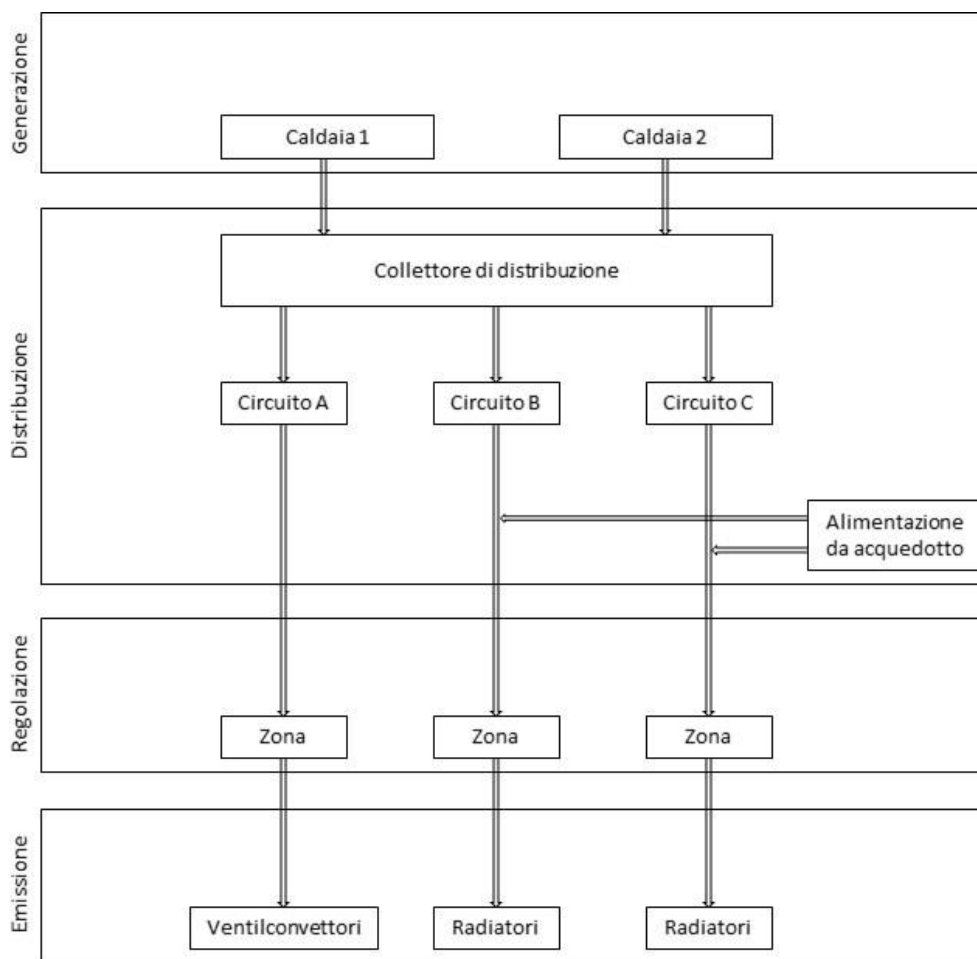 Generazione
Caldaia 1
Caldaia 2
Distribuzione
Collettore di distribuzione
Circuito A
Circuito B
Circuito C
Alimentazione
da acquedotto
Regolazione
Zona
Zona
Zona
Emissione
Ventilconvettori
Radiatori
Radiatori